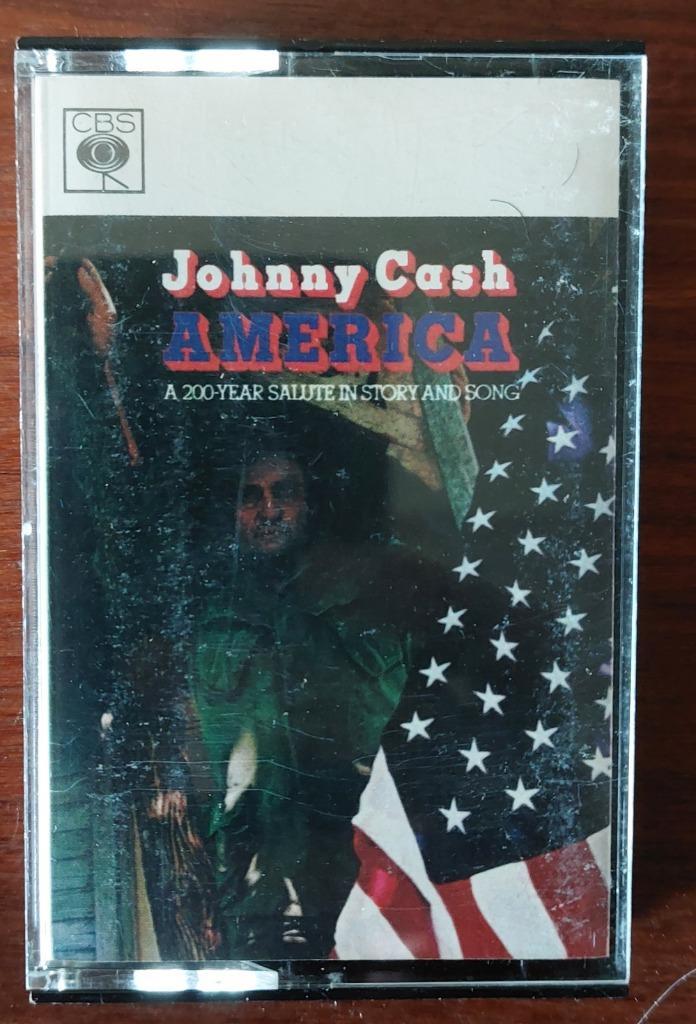 CBS
Johnny Cash
AMERICA
A 200-YEAR SALUTE IN STORY AND SONG